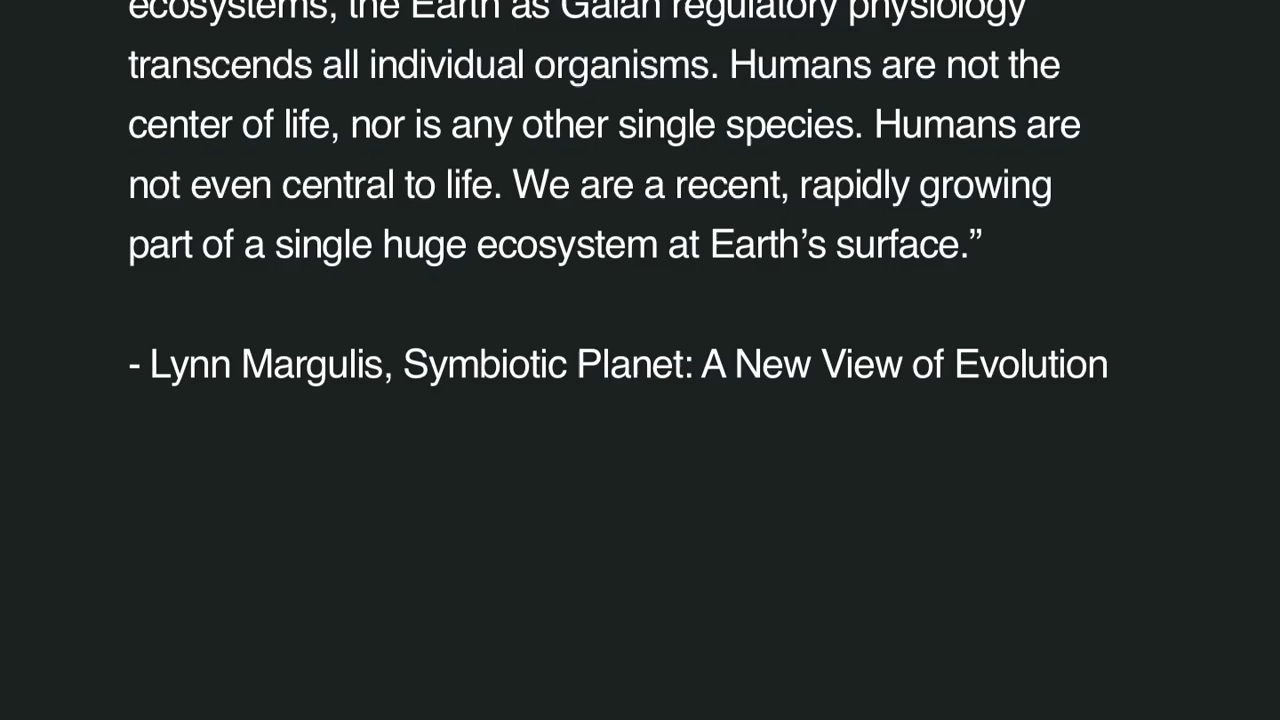 ecosystems, the Earth as Gaian regulatory physiology
transcends all individual organisms. Humans are not the
center of life, nor is any other single species. Humans are
not even central to life. We are a recent, rapidly growing
part of a single huge ecosystem at Earth’s surface.”
- Lynn Margulis, Symbiotic Planet: A New View of Evolution